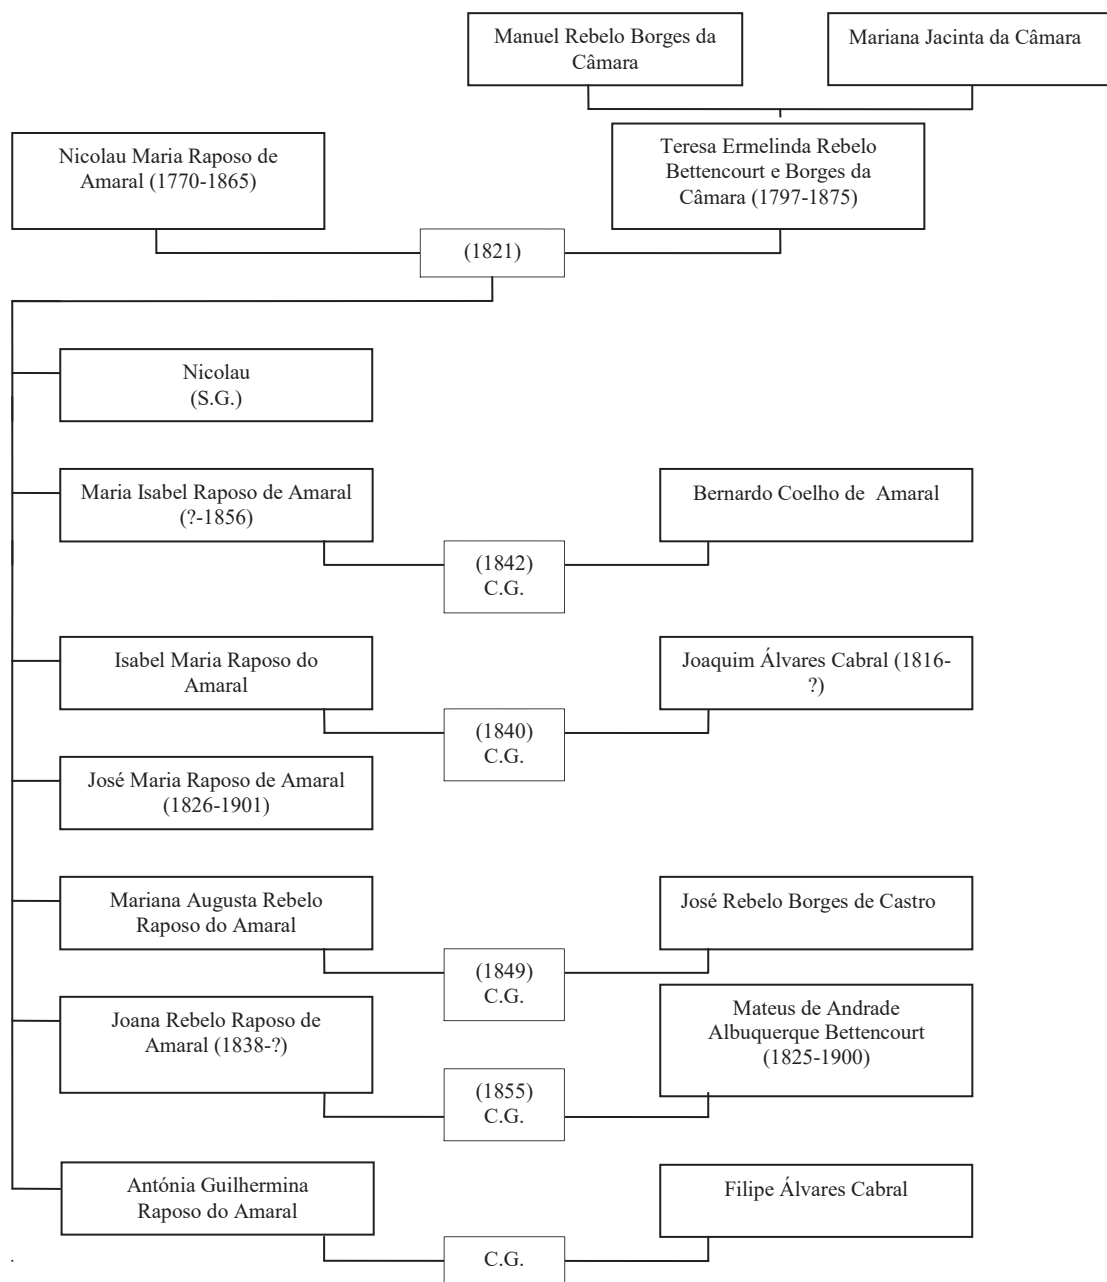 Manuel Rebelo Borges da
Câmara
Mariana Jacinta da Câmara
Nicolau Maria Raposo de
Amaral (1770-1865)
Teresa Ermelinda Rebelo
Bettencourt e Borges da
Câmara (1797-1875)
(1821)
Nicolau
(S.G.)
Maria Isabel Raposo de Amaral
(?-1856)
Bernardo Coelho de Amaral
(1842)
C.G.
Isabel Maria Raposo do
Amaral
Joaquim Álvares Cabral (1816-
?)
(1840)
C.G.
José Maria Raposo de Amaral
(1826-1901)
Mariana Augusta Rebelo
Raposo do Amaral
José Rebelo Borges de Castro
(1849)
C.G.
Joana Rebelo Raposo de
Amaral (1838-?)
Mateus de Andrade
Albuquerque Bettencourt
(1825-1900)
(1855)
C.G.
Antónia Guilhermina
Raposo do Amaral
Filipe Álvares Cabral
C.G.
.